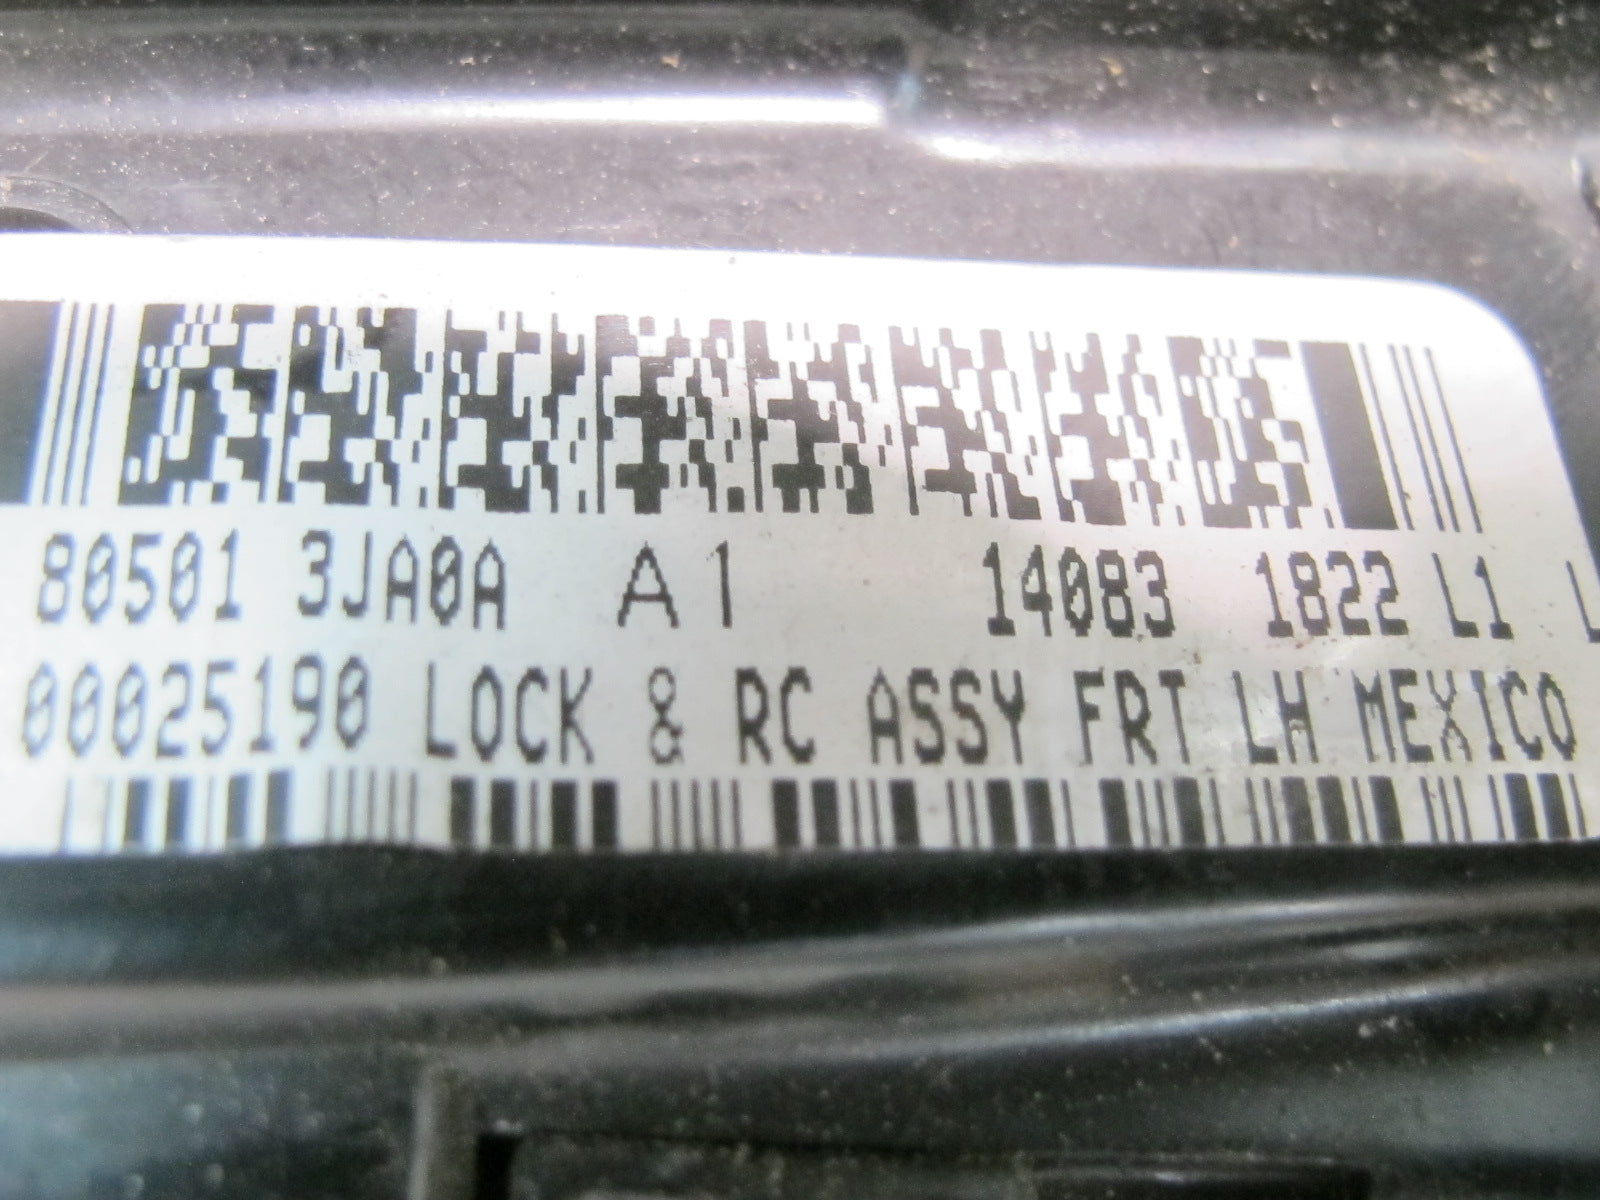 80501 3JA0A A1 14083 1822 L1 L
00025190 LOCK & RC ASSY FRT LH MEXICO